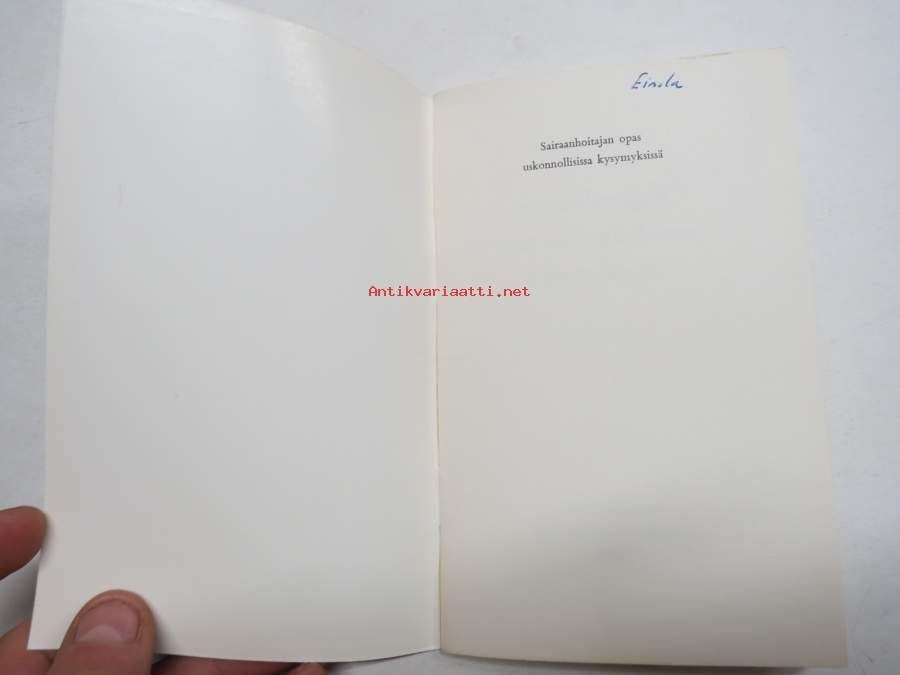 Einola
Sairaanhoitajan opas
uskonnollisissa kysymyksissä
Antikvariaatti.net